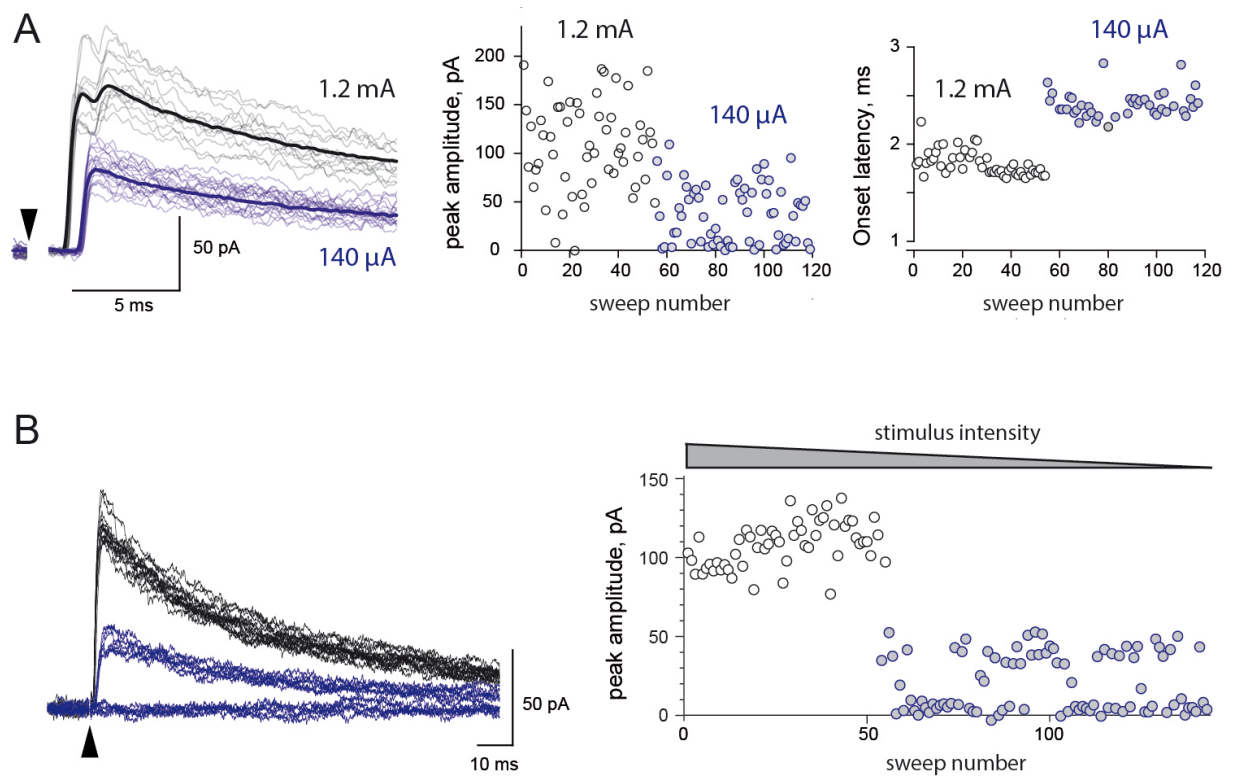 A
1.2 mA
140 µA
50 pA
5 ms
peak amplitude, pA
200
150
100
50
0
1.2 mA
140 µA
0 20 40 60 80 100 120
sweep number
Onset latency, ms
3
2
1
1.2 mA
140 µA
0 20 40 60 80 100 120
sweep number
B
50 pA
10 ms
stimulus intensity
peak amplitude, pA
150
100
50
0
0 50 100
sweep number